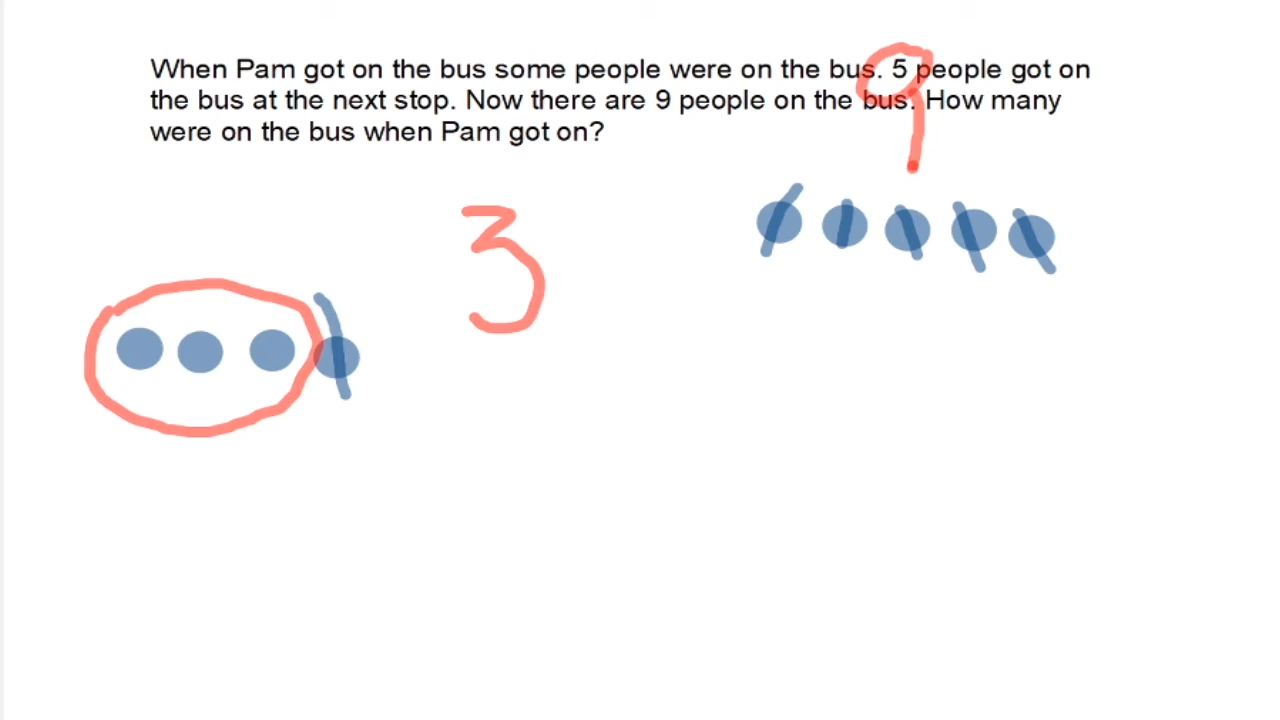 When Pam got on the bus some people were on the bus. 5 people got on
the bus at the next stop. Now there are 9 people on the bus. How many
were on the bus when Pam got on?
9
3